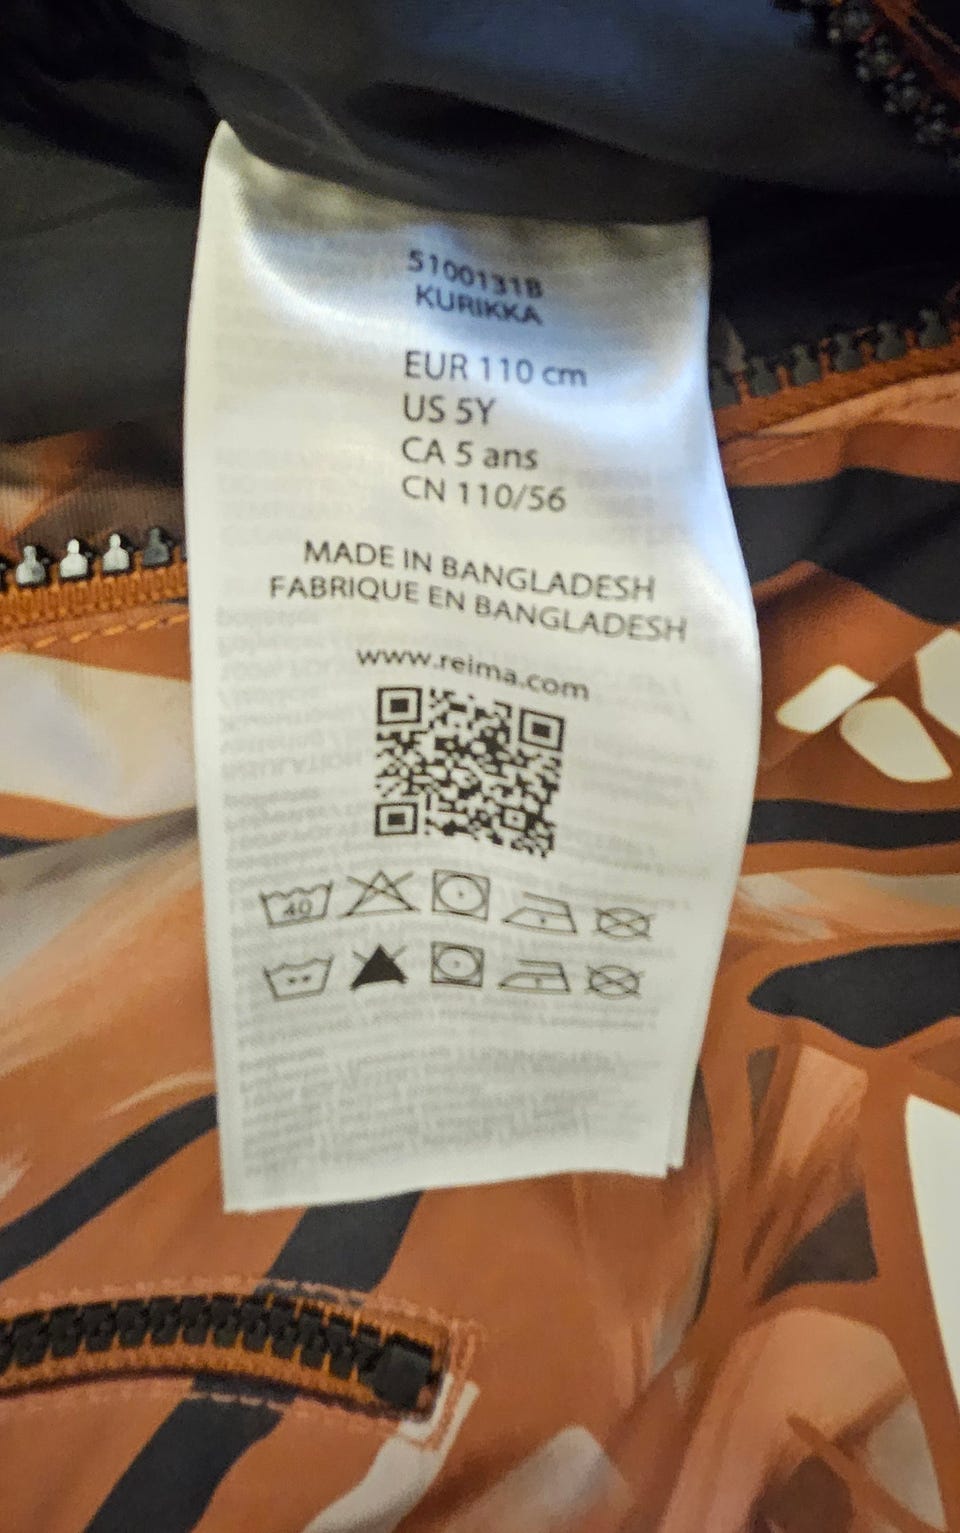 5100131B
KURIKKA
EUR 110 cm
US 5Y
CA 5 ans
CN 110/56
MADE IN BANGLADESH
FABRIQUE EN BANGLADESH
www.reima.com
40